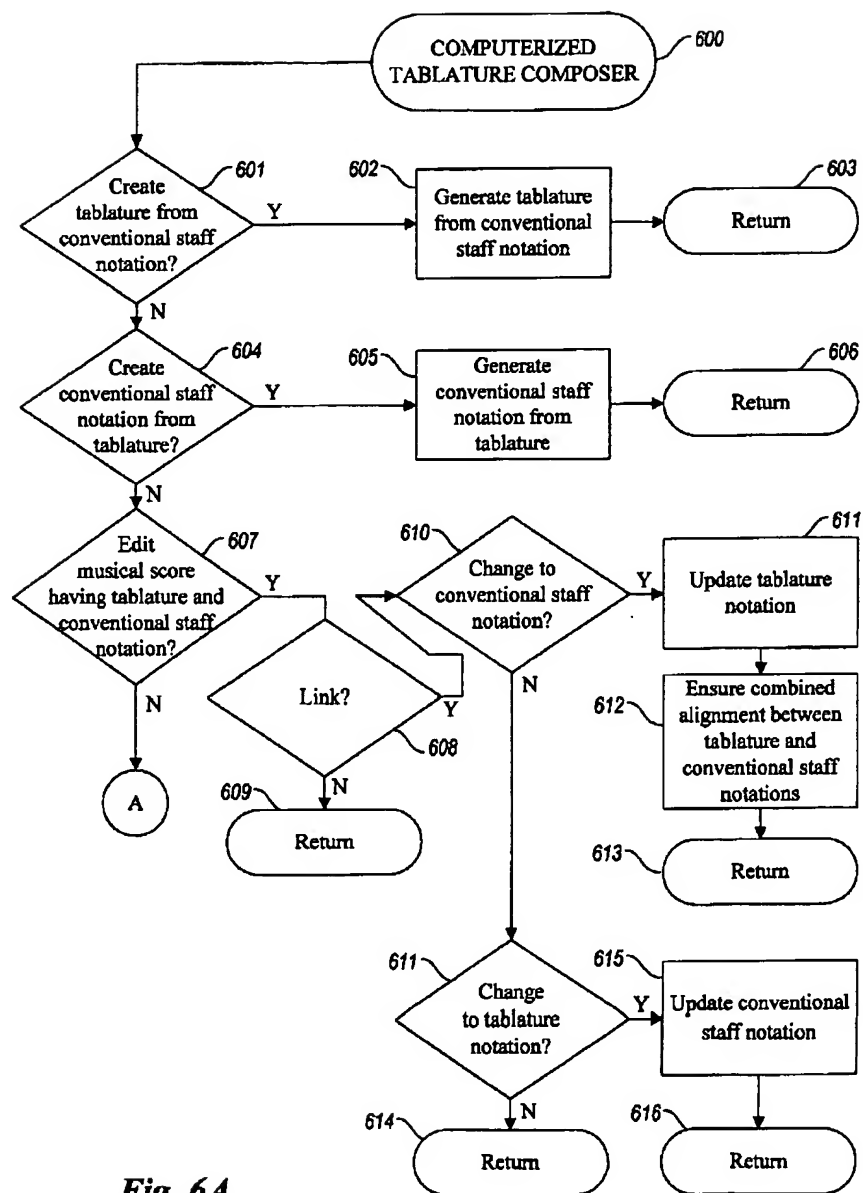 COMPUTERIZED
TABLATURE COMPOSER
600
601
Create
tablature from
conventional staff
notation?
Y
N
602
Generate tablature
from conventional
staff notation
603
Return
604
Create
conventional staff
notation from
tablature?
Y
N
605
Generate
conventional staff
notation from
tablature
606
Return
607
Edit
musical score
having tablature and
conventional staff
notation?
Y
N
A
Link?
Y
608
N
609
Return
610
Change to
conventional staff
notation?
Y
N
611
Update tablature
notation
612
Ensure combined
alignment between
tablature and
conventional staff
notations
613
Return
611
Change
to tablature
notation?
Y
N
615
Update conventional
staff notation
614
Return
616
Return
Fig. 6A